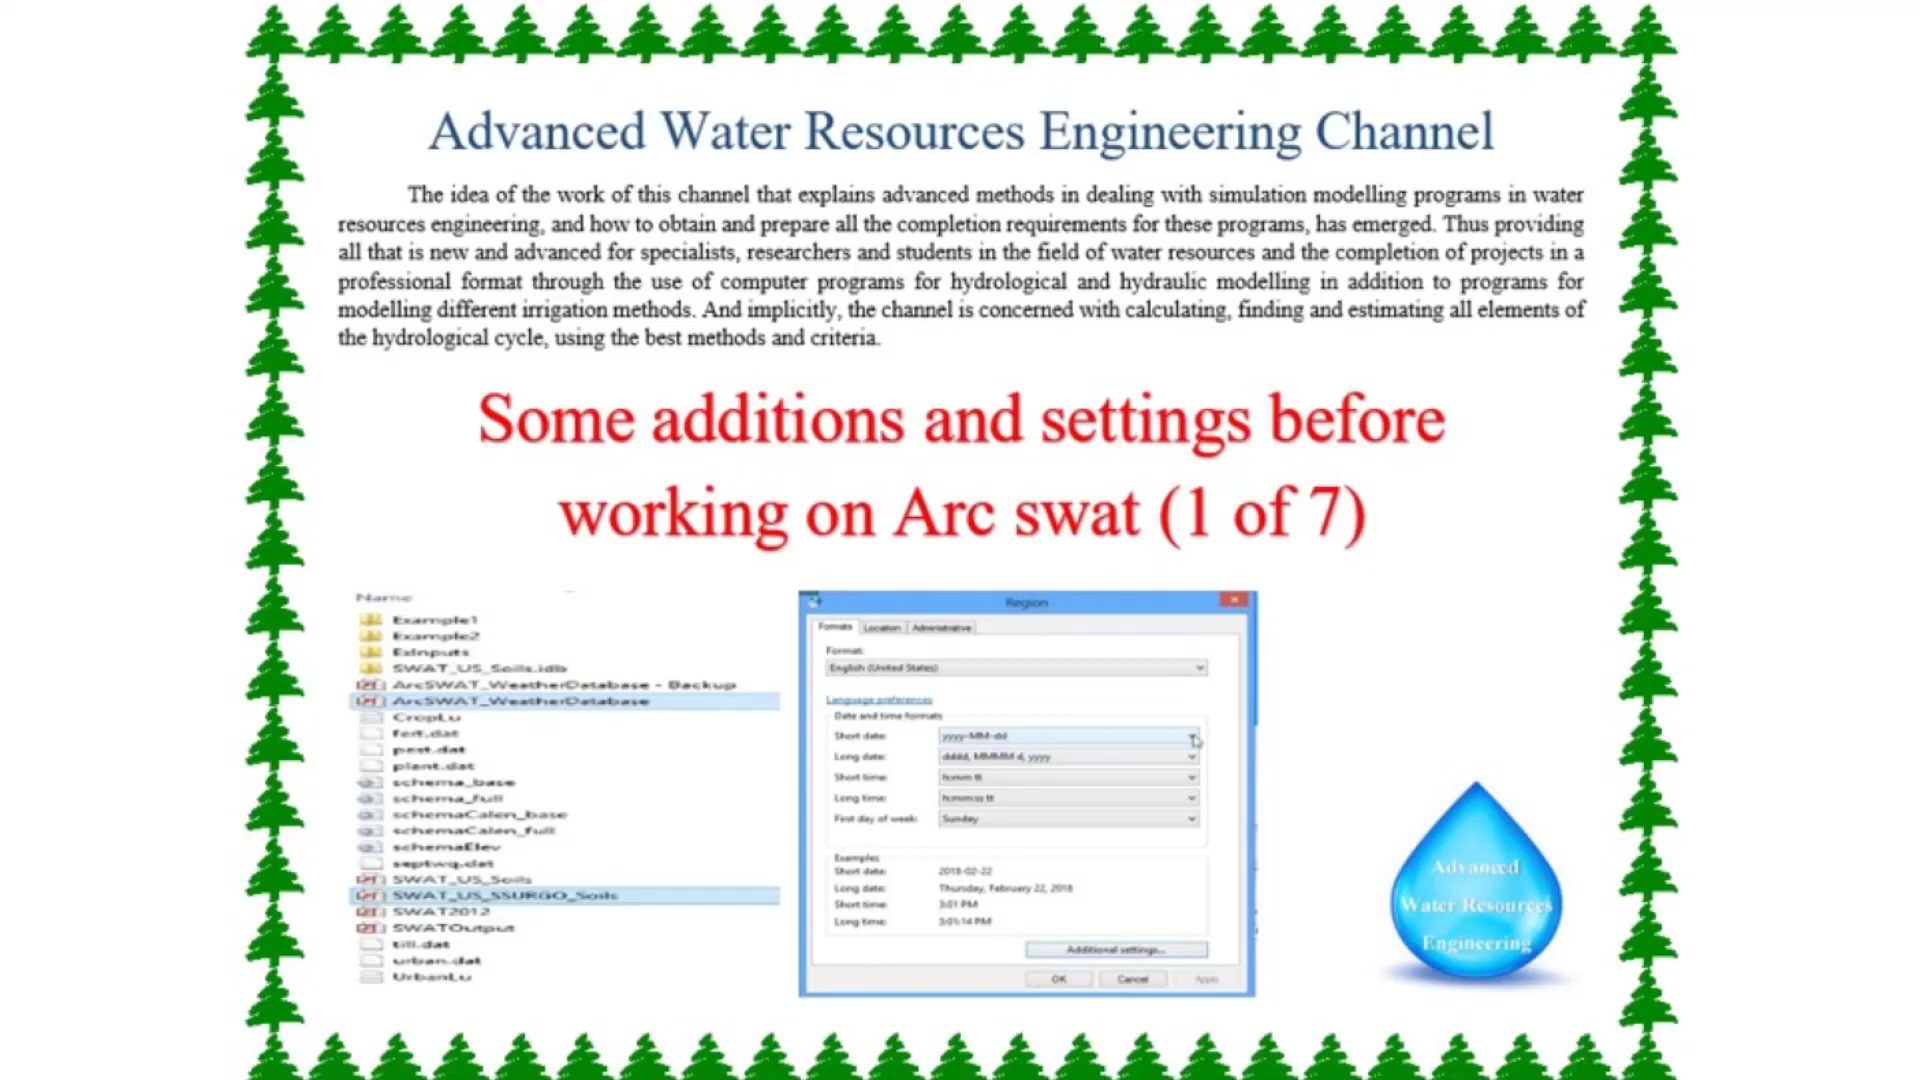 Advanced Water Resources Engineering Channel
The idea of the work of this channel that explains advanced methods in dealing with simulation modelling programs in water
resources engineering, and how to obtain and prepare all the completion requirements for these programs, has emerged. Thus providing
all that is new and advanced for specialists, researchers and students in the field of water resources and the completion of projects in a
professional format through the use of computer programs for hydrological and hydraulic modelling in addition to programs for
modelling different irrigation methods. And implicitly, the channel is concerned with calculating, finding and estimating all elements of
the hydrological cycle, using the best methods and criteria.
Some additions and settings before
working on Arc swat (1 of 7)
Name
Example1
Example2
ExInputs
SWAT_US_Soils.idb
ArcSWAT_WeatherDatabase - Backup
ArcSWAT_WeatherDatabase
CropLu
fert.dat
pest.dat
plant.dat
schema_base
schema_full
schemaCalen_base
schemaCalen_full
schemaElev
septwq.dat
SWAT_US_Soils
SWAT_US_SSURGO_Soils
SWAT2012
SWATOutput
till.dat
urban.dat
UrbanLu
Region
Formats Location Administrative
Format:
English (United States)
Language preferences
Date and time formats
Short date: yyyy-MM-dd
Long date: dddd, MMMM d, yyyy
Short time: h:mm tt
Long time: h:mm:ss tt
First day of week: Sunday
Examples
Short date: 2018-02-22
Long date: Thursday, February 22, 2018
Short time: 3:01 PM
Long time: 3:01:14 PM
Additional settings...
OK Cancel Apply
Advanced
Water Resources
Engineering